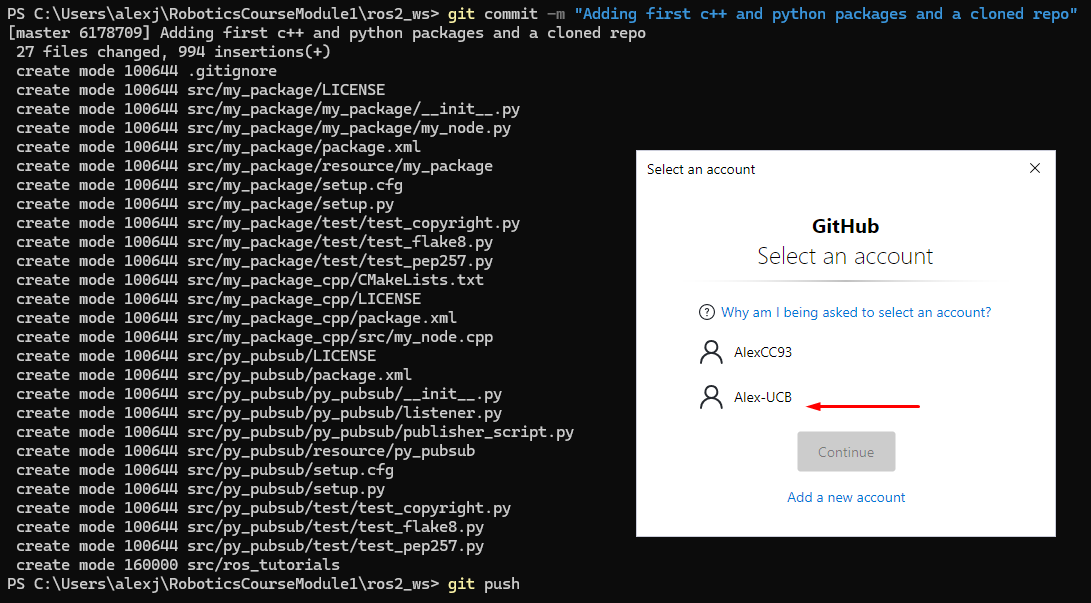 PS C:\Users\alexj\RoboticsCourseModule1\ros2_ws> git commit -m "Adding first c++ and python packages and a cloned repo"
[master 6178709] Adding first c++ and python packages and a cloned repo
 27 files changed, 994 insertions(+)
 create mode 100644 .gitignore
 create mode 100644 src/my_package/LICENSE
 create mode 100644 src/my_package/my_package/__init__.py
 create mode 100644 src/my_package/my_package/my_node.py
 create mode 100644 src/my_package/package.xml
 create mode 100644 src/my_package/resource/my_package
 create mode 100644 src/my_package/setup.cfg
 create mode 100644 src/my_package/setup.py
 create mode 100644 src/my_package/test/test_copyright.py
 create mode 100644 src/my_package/test/test_flake8.py
 create mode 100644 src/my_package/test/test_pep257.py
 create mode 100644 src/my_package_cpp/CMakeLists.txt
 create mode 100644 src/my_package_cpp/LICENSE
 create mode 100644 src/my_package_cpp/package.xml
 create mode 100644 src/my_package_cpp/src/my_node.cpp
 create mode 100644 src/py_pubsub/LICENSE
 create mode 100644 src/py_pubsub/package.xml
 create mode 100644 src/py_pubsub/py_pubsub/__init__.py
 create mode 100644 src/py_pubsub/py_pubsub/listener.py
 create mode 100644 src/py_pubsub/py_pubsub/publisher_script.py
 create mode 100644 src/py_pubsub/resource/py_pubsub
 create mode 100644 src/py_pubsub/setup.cfg
 create mode 100644 src/py_pubsub/setup.py
 create mode 100644 src/py_pubsub/test/test_copyright.py
 create mode 100644 src/py_pubsub/test/test_flake8.py
 create mode 100644 src/py_pubsub/test/test_pep257.py
 create mode 160000 src/ros_tutorials
PS C:\Users\alexj\RoboticsCourseModule1\ros2_ws> git push
Select an account
GitHub
Select an account
Why am I being asked to select an account?
AlexCC93
Alex-UCB
Continue
Add a new account